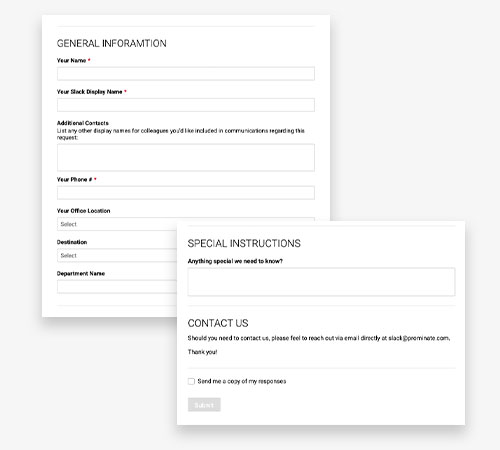 GENERAL INFORAMTION
Your Name *
Your Slack Display Name *
Additional Contacts
List any other display names for colleagues you'd like included in communications regarding this
request:
Your Phone # *
Your Office Location
Select
Destination
Select
Department Name
SPECIAL INSTRUCTIONS
Anything special we need to know?
CONTACT US
Should you need to contact us, please feel to reach out via email directly at slack@prominate.com.
Thank you!
Send me a copy of my responses
Submit